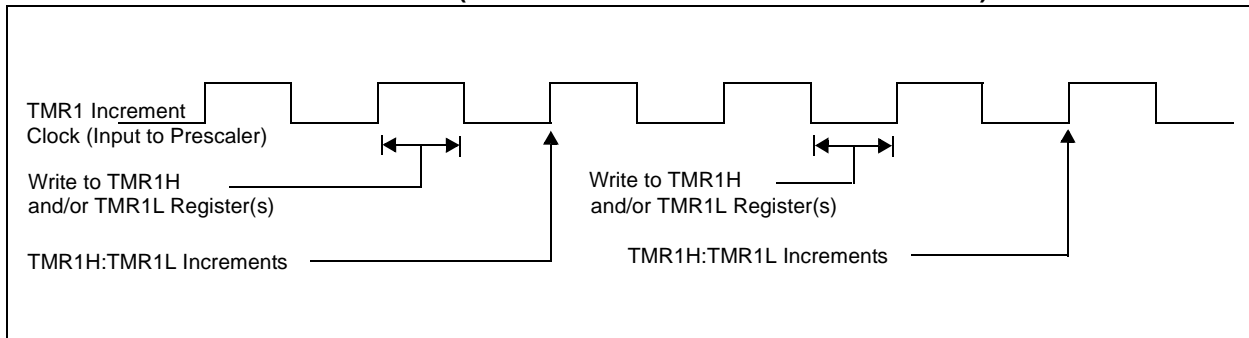 TMR1 Increment
Clock (Input to Prescaler)
Write to TMR1H
and/or TMR1L Register(s)
TMR1H:TMR1L Increments
Write to TMR1H
and/or TMR1L Register(s)
TMR1H:TMR1L Increments